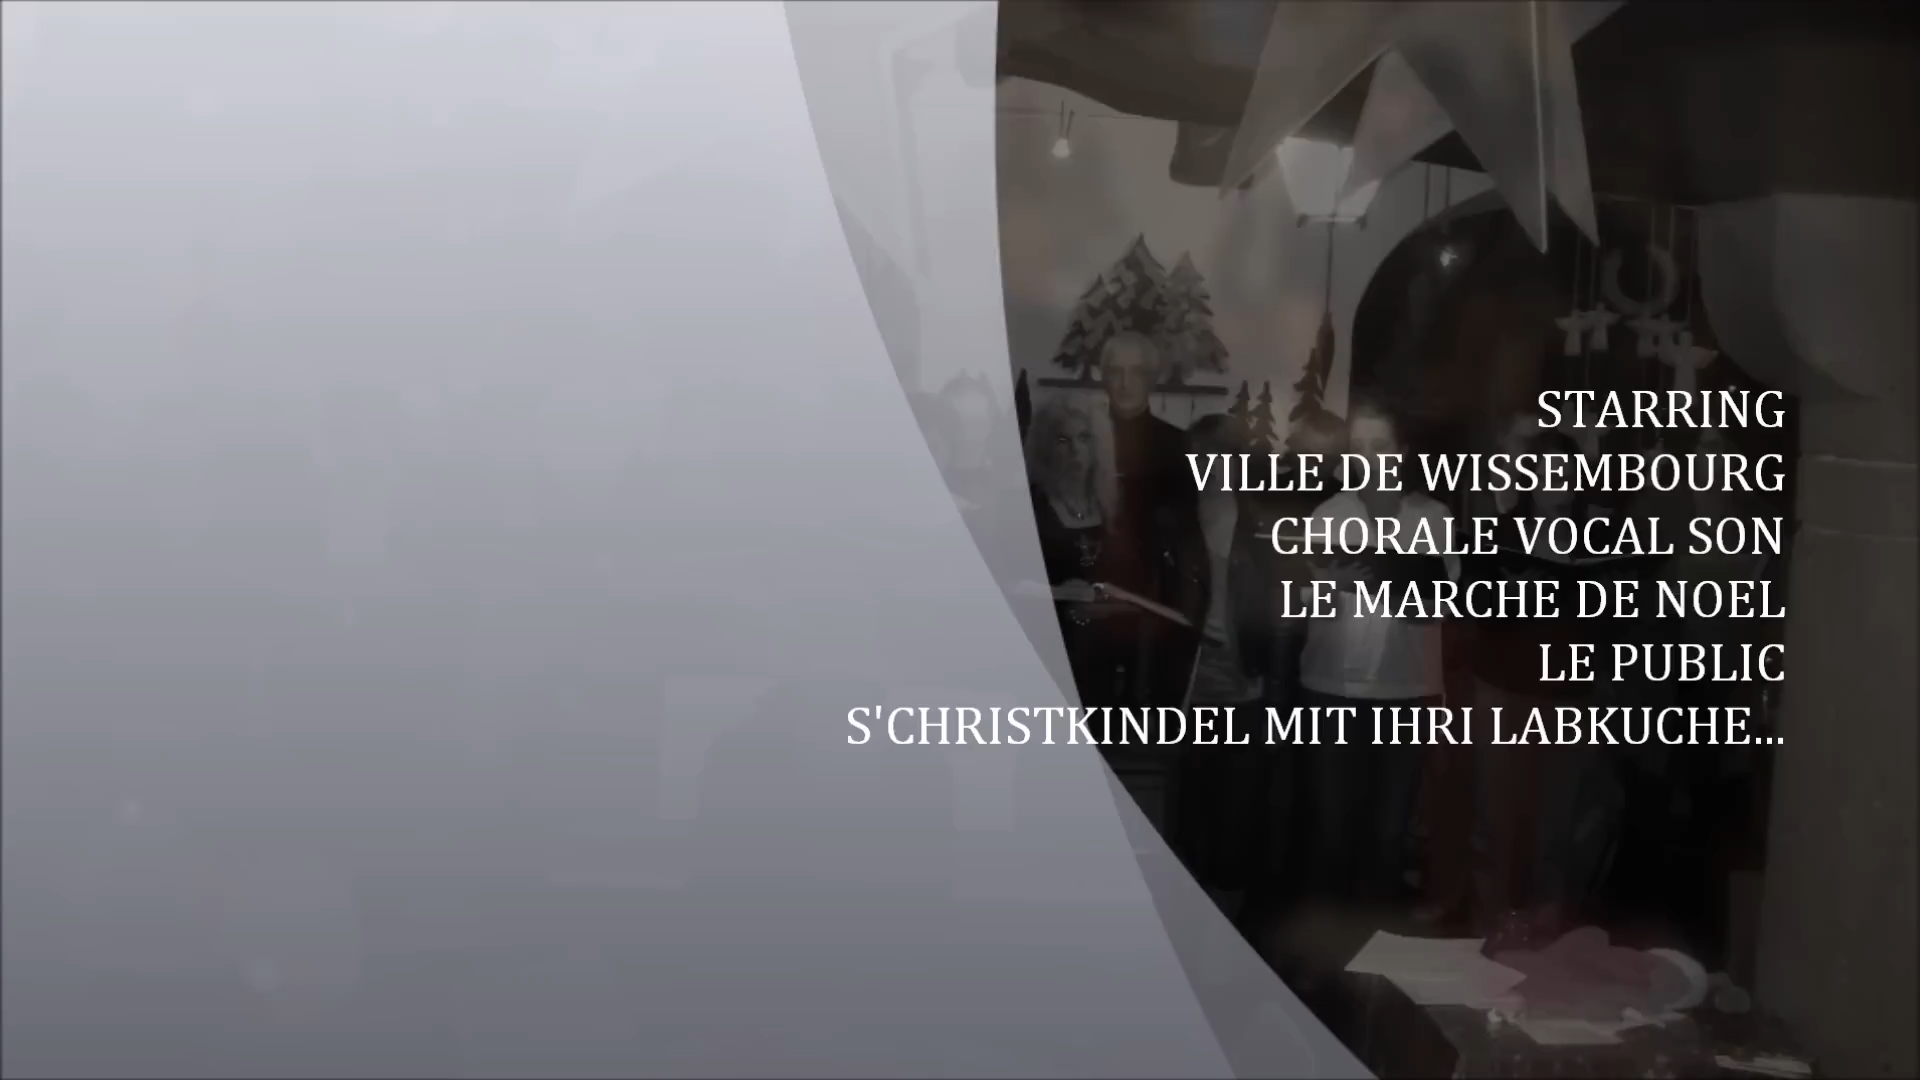 STARRING
VILLE DE WISSEMBOURG
CHORALE VOCAL SON
LE MARCHE DE NOEL
LE PUBLIC
S'CHRISTKINDEL MIT IHRI LABKUCHE...